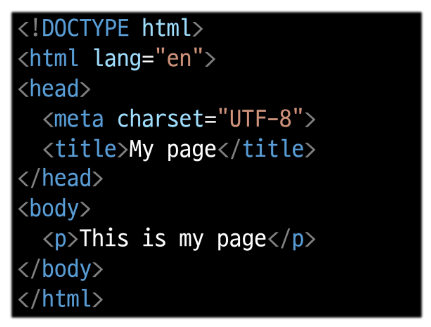 <!DOCTYPE html>
<html lang="en">
<head>
  <meta charset="UTF-8">
  <title>My page</title>
</head>
<body>
  <p>This is my page</p>
</body>
</html>